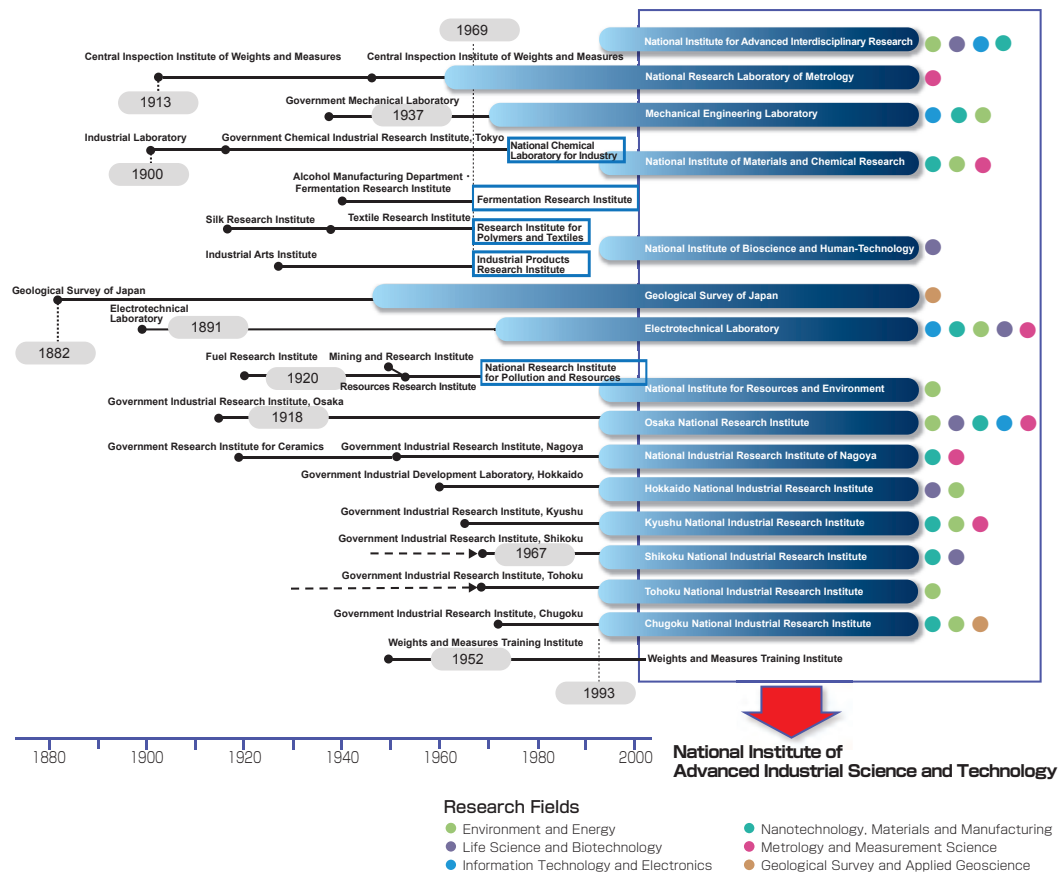 1969
National Institute for Advanced Interdisciplinary Research
Central Inspection Institute of Weights and Measures
Central Inspection Institute of Weights and Measures
National Research Laboratory of Metrology
1913
Government Mechanical Laboratory
1937
Mechanical Engineering Laboratory
Industrial Laboratory
Government Chemical Industrial Research Institute, Tokyo
National Chemical
Laboratory for Industry
National Institute of Materials and Chemical Research
1900
Alcohol Manufacturing Department・
Fermentation Research Institute
Fermentation Research Institute
Silk Research Institute
Textile Research Institute
Research Institute for
Polymers and Textiles
National Institute of Bioscience and Human-Technology
Industrial Arts Institute
Industrial Products
Research Institute
Geological Survey of Japan
Geological Survey of Japan
Electrotechnical
Laboratory
1891
Electrotechnical Laboratory
1882
Fuel Research Institute
Mining and Research Institute
National Research Institute
for Pollution and Resources
1920
Resources Research Institute
National Institute for Resources and Environment
Government Industrial Research Institute, Osaka
1918
Osaka National Research Institute
Government Research Institute for Ceramics
Government Industrial Research Institute, Nagoya
National Industrial Research Institute of Nagoya
Government Industrial Development Laboratory, Hokkaido
Hokkaido National Industrial Research Institute
Government Industrial Research Institute, Kyushu
Kyushu National Industrial Research Institute
Government Industrial Research Institute, Shikoku
1967
Shikoku National Industrial Research Institute
Government Industrial Research Institute, Tohoku
Tohoku National Industrial Research Institute
Government Industrial Research Institute, Chugoku
Chugoku National Industrial Research Institute
Weights and Measures Training Institute
1952
Weights and Measures Training Institute
1993
1880 1900 1920 1940 1960 1980 2000
National Institute of
Advanced Industrial Science and Technology
Research Fields
Environment and Energy
Life Science and Biotechnology
Information Technology and Electronics
Nanotechnology, Materials and Manufacturing
Metrology and Measurement Science
Geological Survey and Applied Geoscience